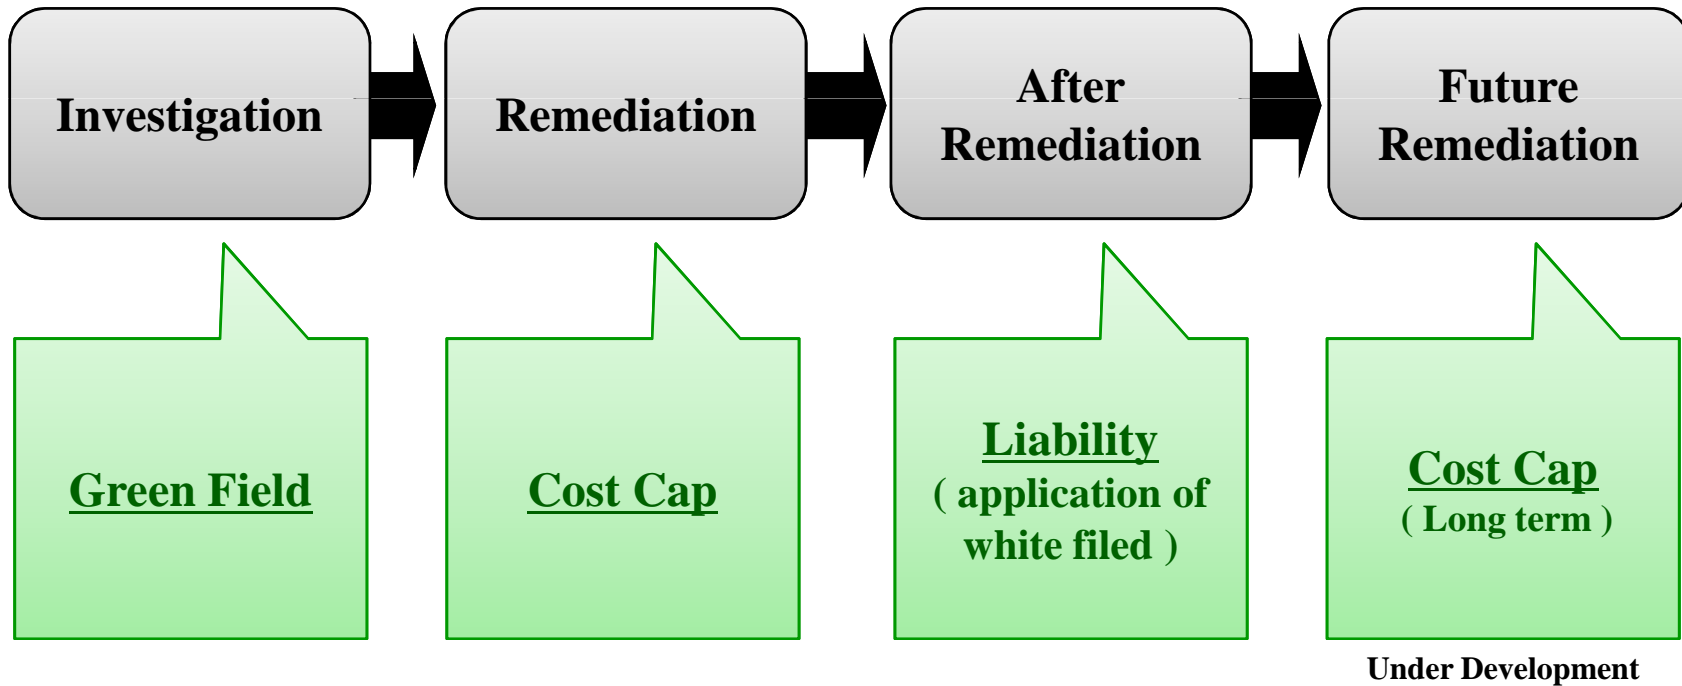 Investigation
Remediation
After
Remediation
Future
Remediation
Green Field
Cost Cap
Liability
( application of
white filed )
Cost Cap
( Long term )
Under Development